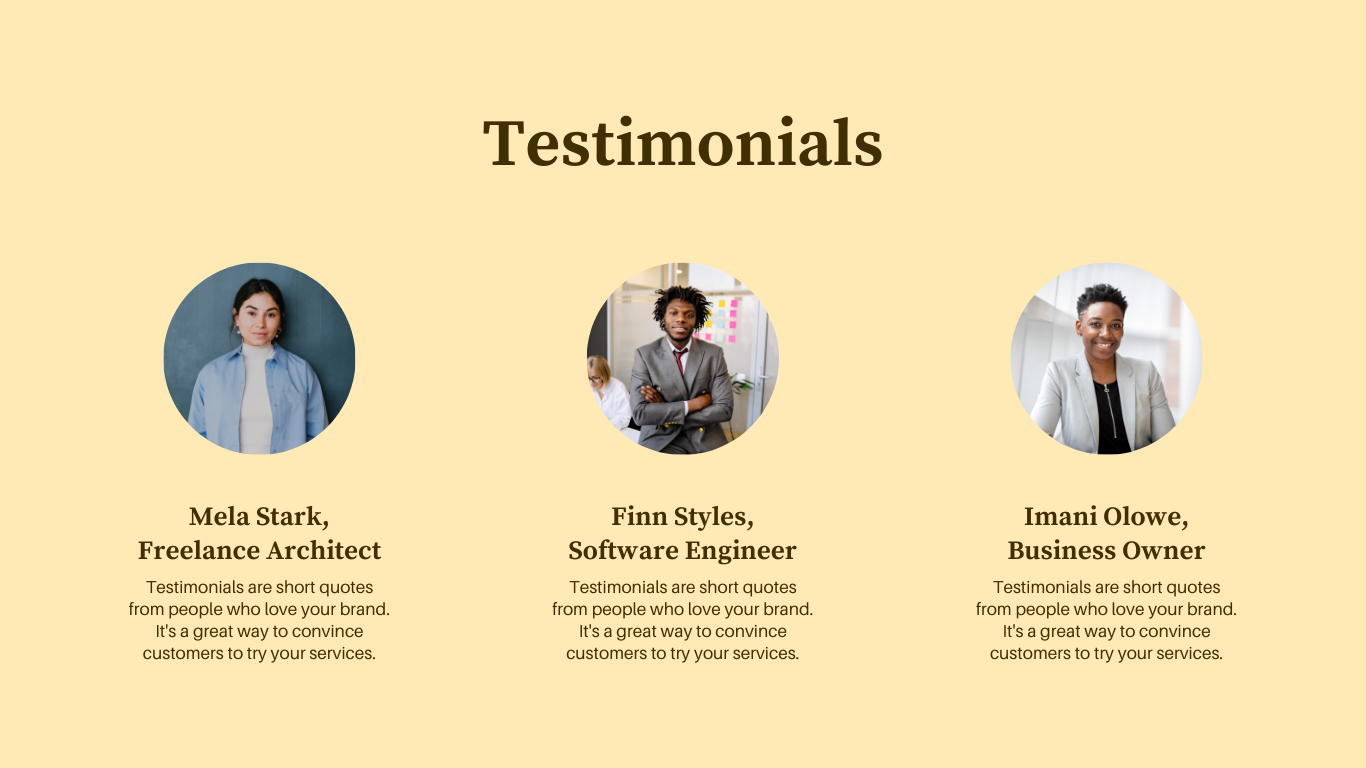 Testimonials
Mela Stark,
Freelance Architect
Testimonials are short quotes
from people who love your brand.
It's a great way to convince
customers to try your services.
Finn Styles,
Software Engineer
Testimonials are short quotes
from people who love your brand.
It's a great way to convince
customers to try your services.
Imani Olowe,
Business Owner
Testimonials are short quotes
from people who love your brand.
It's a great way to convince
customers to try your services.